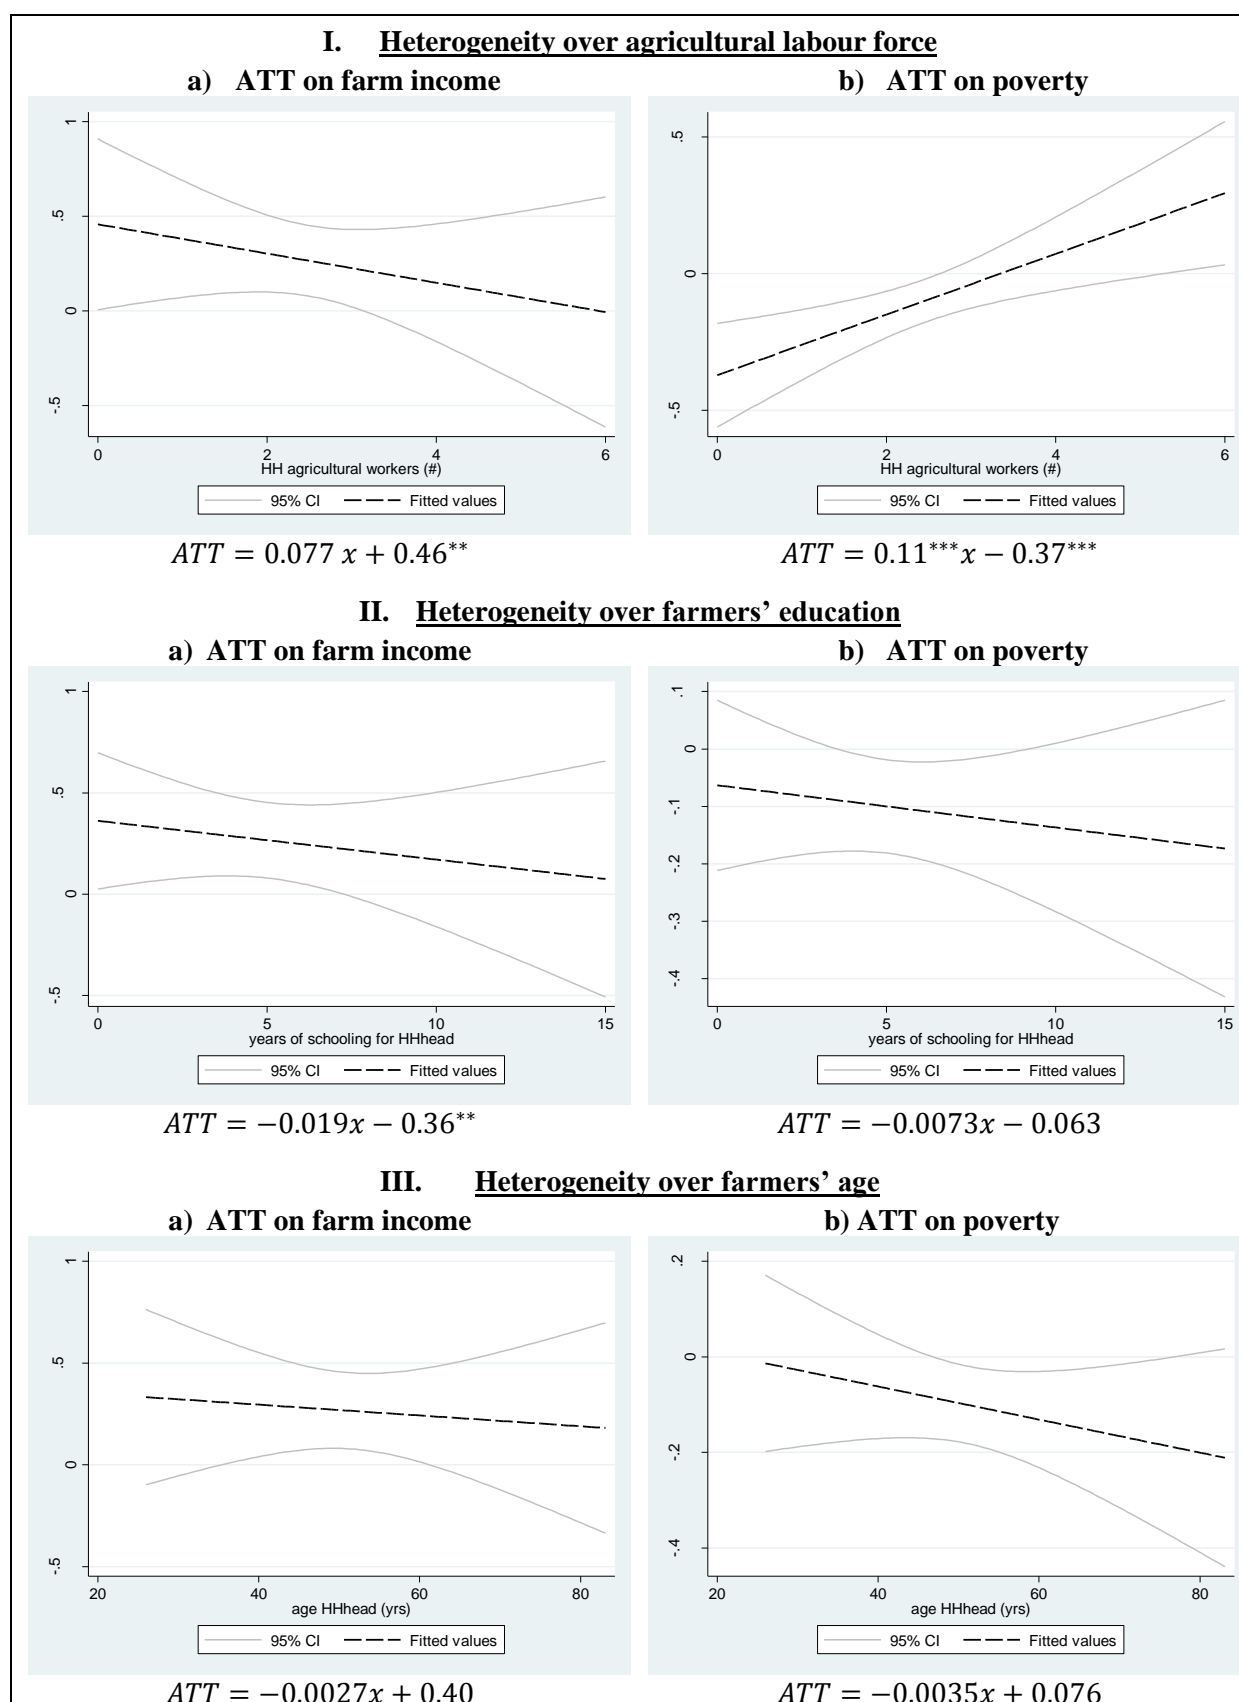 I. Heterogeneity over agricultural labour force
a) ATT on farm income
b) ATT on poverty
1
.5
0
-.5
0 2 4 6
HH agricultural workers (#)
95% CI Fitted values
.5
0
-.5
0 2 4 6
HH agricultural workers (#)
95% CI Fitted values
ATT = 0.077 x + 0.46**
ATT = 0.11***x − 0.37***
II. Heterogeneity over farmers’ education
a) ATT on farm income
b) ATT on poverty
1
.5
0
-.5
0 5 10 15
years of schooling for HHhead
95% CI Fitted values
.1
0
-.1
-.2
-.3
-.4
0 5 10 15
years of schooling for HHhead
95% CI Fitted values
ATT = −0.019x − 0.36**
ATT = −0.0073x − 0.063
III. Heterogeneity over farmers’ age
a) ATT on farm income
b) ATT on poverty
1
.5
0
-.5
20 40 60 80
age HHhead (yrs)
95% CI Fitted values
.2
0
-.2
-.4
20 40 60 80
age HHhead (yrs)
95% CI Fitted values
ATT = −0.0027x + 0.40
ATT = −0.0035x + 0.076